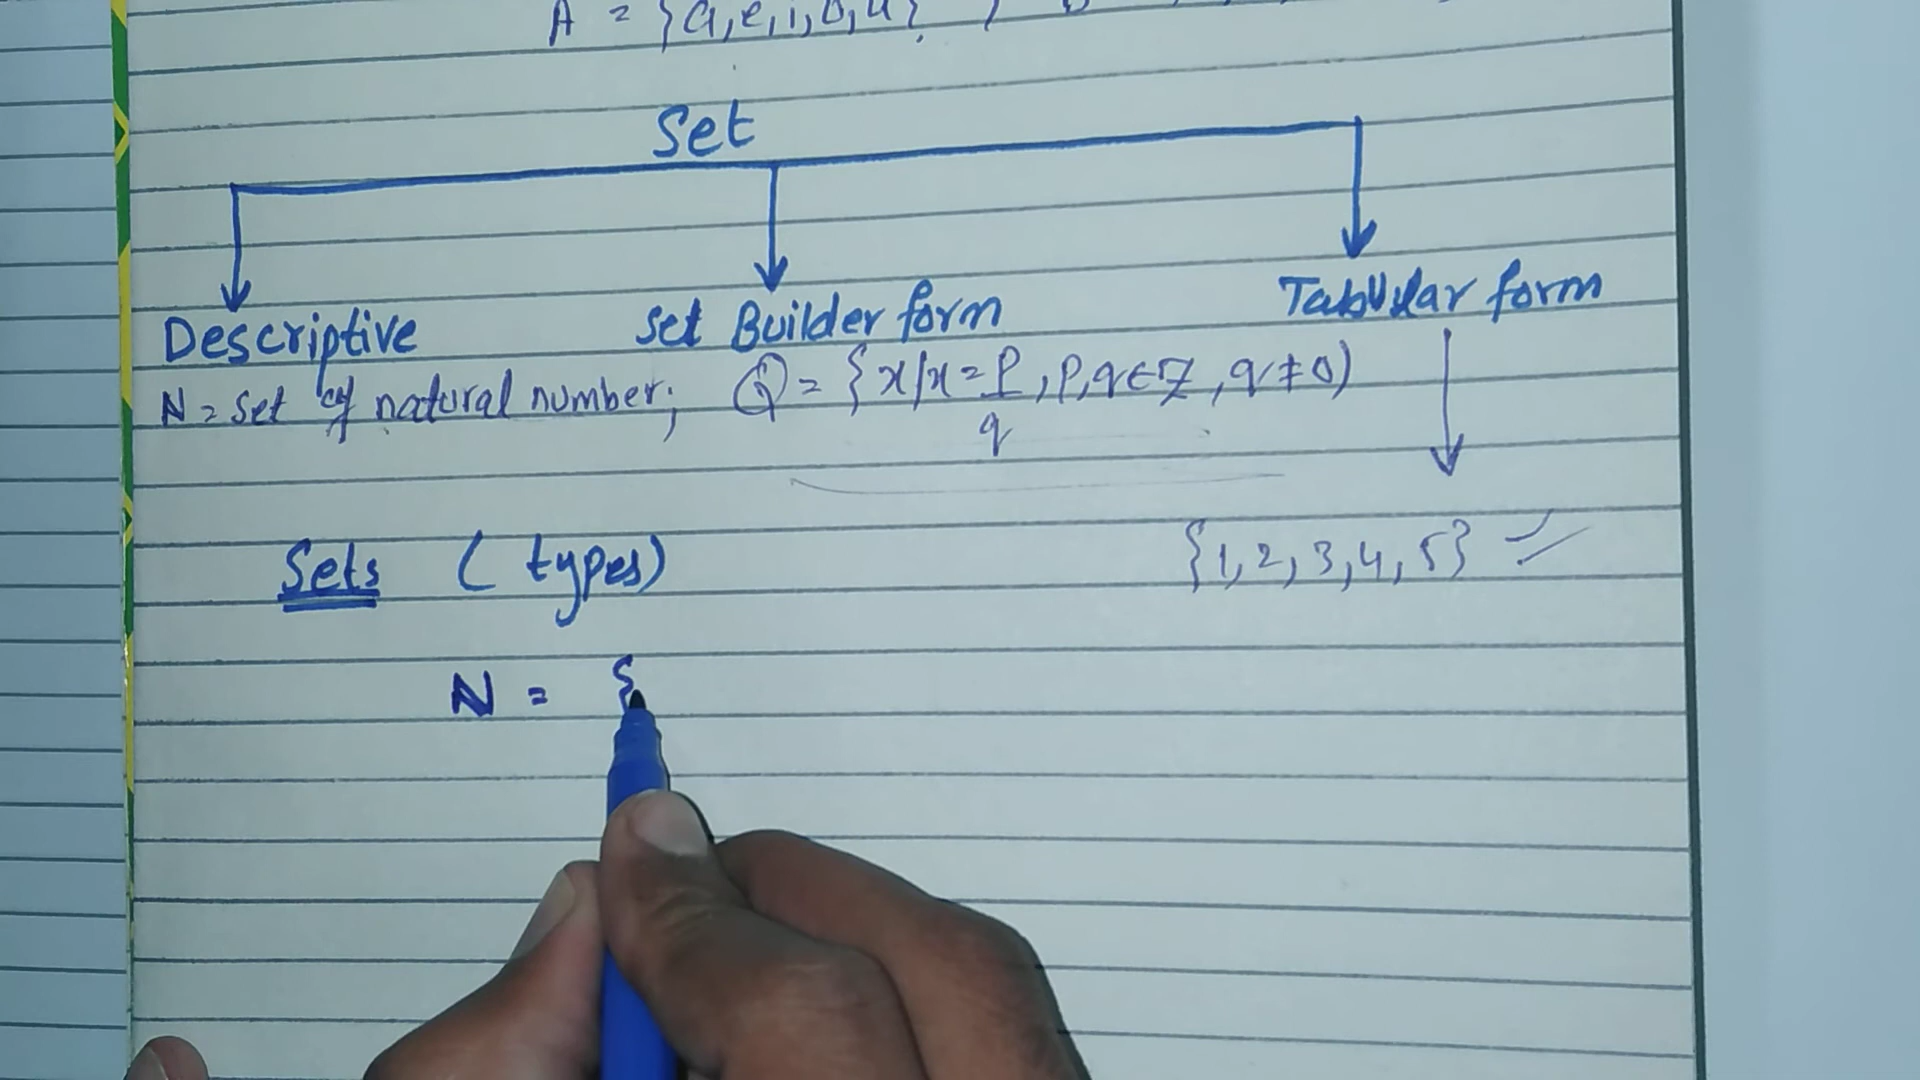 A = {a,e,i,o,u}
Set
Descriptive Set Builder form Tabular form
N = set of natural number; Q = {x/x = p/q, p,q ∈ Z, q ≠ 0)
{1,2,3,4,5}
Sets (types)
N = {